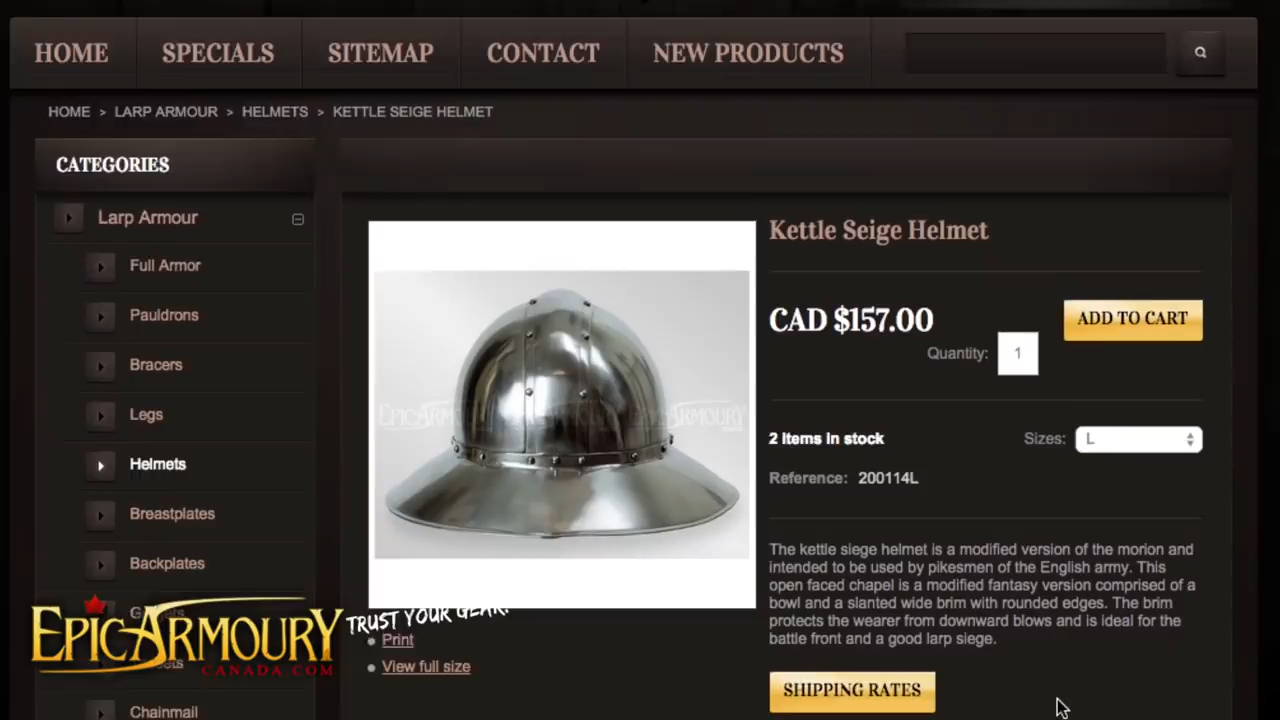 HOME SPECIALS SITEMAP CONTACT NEW PRODUCTS
HOME > LARP ARMOUR > HELMETS > KETTLE SEIGE HELMET
CATEGORIES
Larp Armour
Full Armor
Pauldrons
Bracers
Legs
Helmets
Breastplates
Backplates
Chainmail
EPICARMOURY
CANADA.COM
TRUST YOUR GEAR!
EPICARMOURY
Print
View full size
Kettle Seige Helmet
CAD $157.00
ADD TO CART
Quantity: 1
2 Items in stock
Sizes: L
Reference: 200114L
The kettle siege helmet is a modified version of the morion and
intended to be used by pikesmen of the English army. This
open faced chapel is a modified fantasy version comprised of a
bowl and a slanted wide brim with rounded edges. The brim
protects the wearer from downward blows and is ideal for the
battle front and a good larp siege.
SHIPPING RATES